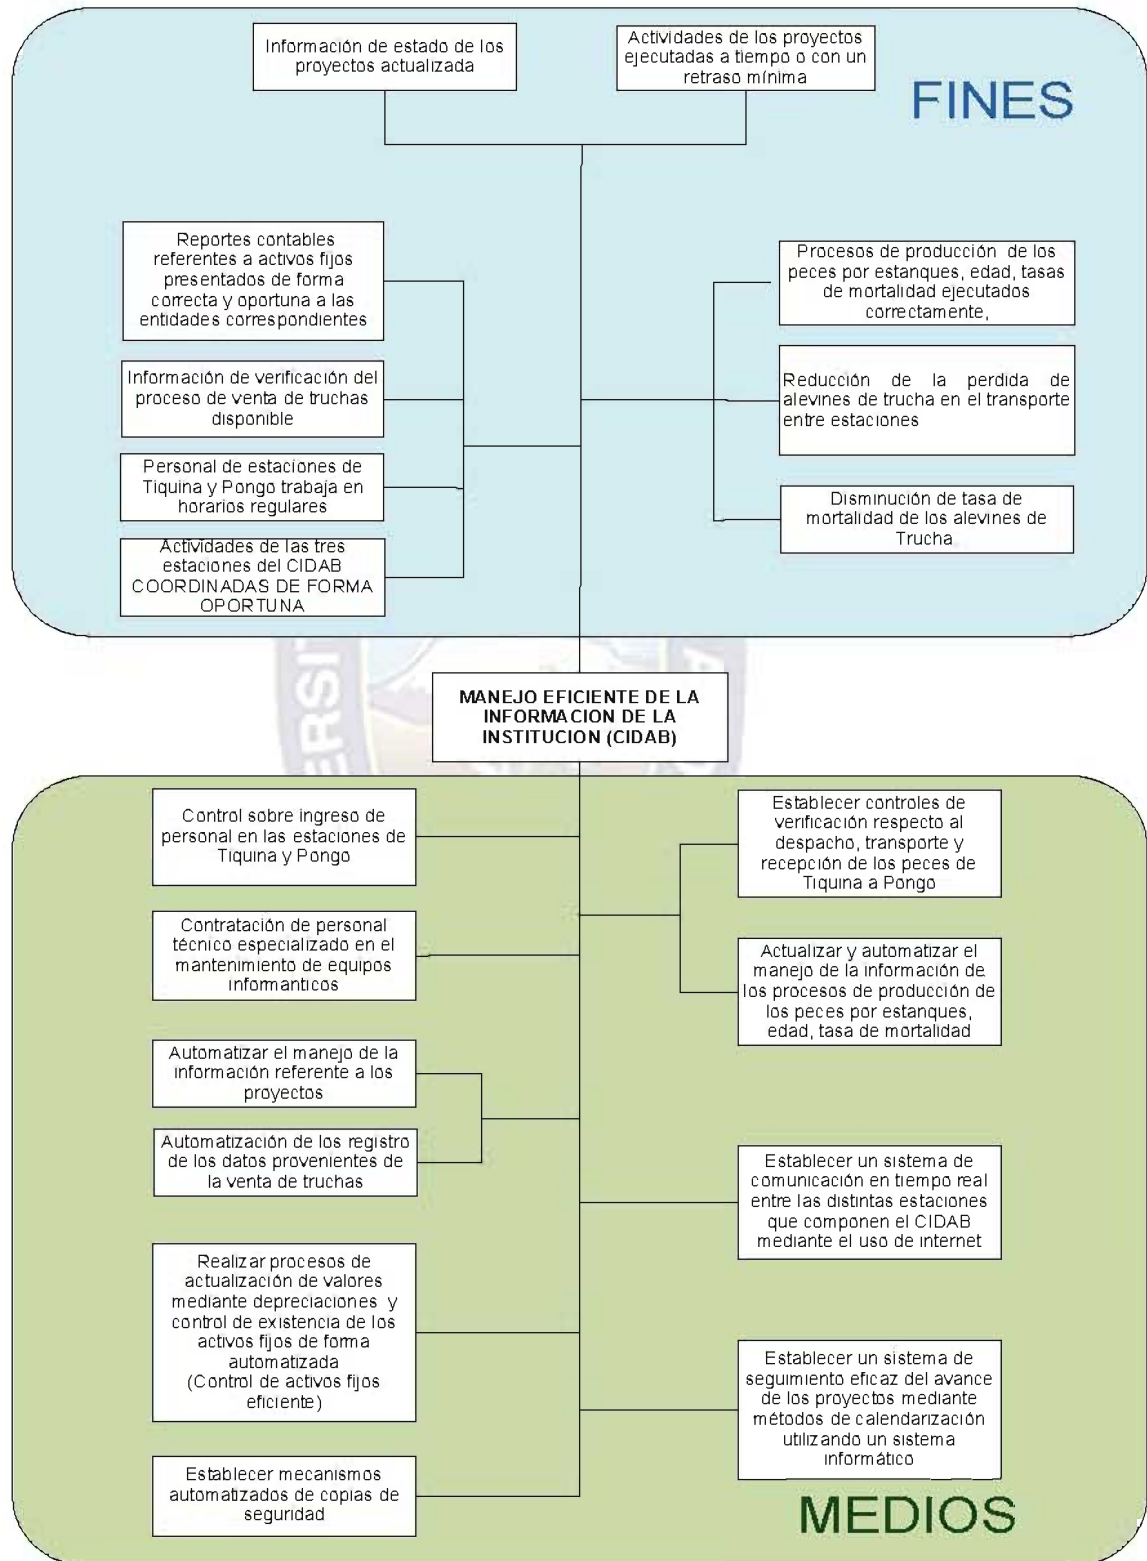 Información de estado de los
proyectos actualizada
Actividades de los proyectos
ejecutadas a tiempo o con un
retraso mínima
FINES
Reportes contables
referentes a activos fijos
presentados de forma
correcta y oportuna a las
entidades correspondientes
Información de verificación del
proceso de venta de truchas
disponible
Personal de estaciones de
Tiquina y Pongo trabaja en
horarios regulares
Actividades de las tres
estaciones del CIDAB
COORDINADAS DE FORMA
OPORTUNA
Procesos de producción de los
peces por estanques, edad, tasas
de mortalidad ejecutados
correctamente,
Reducción de la perdida de
alevines de trucha en el transporte
entre estaciones
Disminución de tasa de
mortalidad de los alevines de
Trucha
MANEJO EFICIENTE DE LA
INFORMACION DE LA
INSTITUCION (CIDAB)
Control sobre ingreso de
personal en las estaciones de
Tiquina y Pongo
Contratación de personal
técnico especializado en el
mantenimiento de equipos
informanticos
Automatizar el manejo de la
información referente a los
proyectos
Automatización de los registro
de los datos provenientes de
la venta de truchas
Realizar procesos de
actualización de valores
mediante depreciaciones y
control de existencia de los
activos fijos de forma
automatizada
(Control de activos fijos
eficiente)
Establecer mecanismos
automatizados de copias de
seguridad
Establecer controles de
verificación respecto al
despacho, transporte y
recepción de los peces de
Tiquina a Pongo
Actualizar y automatizar el
manejo de la información de
los procesos de producción de
los peces por estanques,
edad, tasa de mortalidad
Establecer un sistema de
comunicación en tiempo real
entre las distintas estaciones
que componen el CIDAB
mediante el uso de internet
Establecer un sistema de
seguimiento eficaz del avance
de los proyectos mediante
métodos de calendarización
utilizando un sistema
informático
MEDIOS